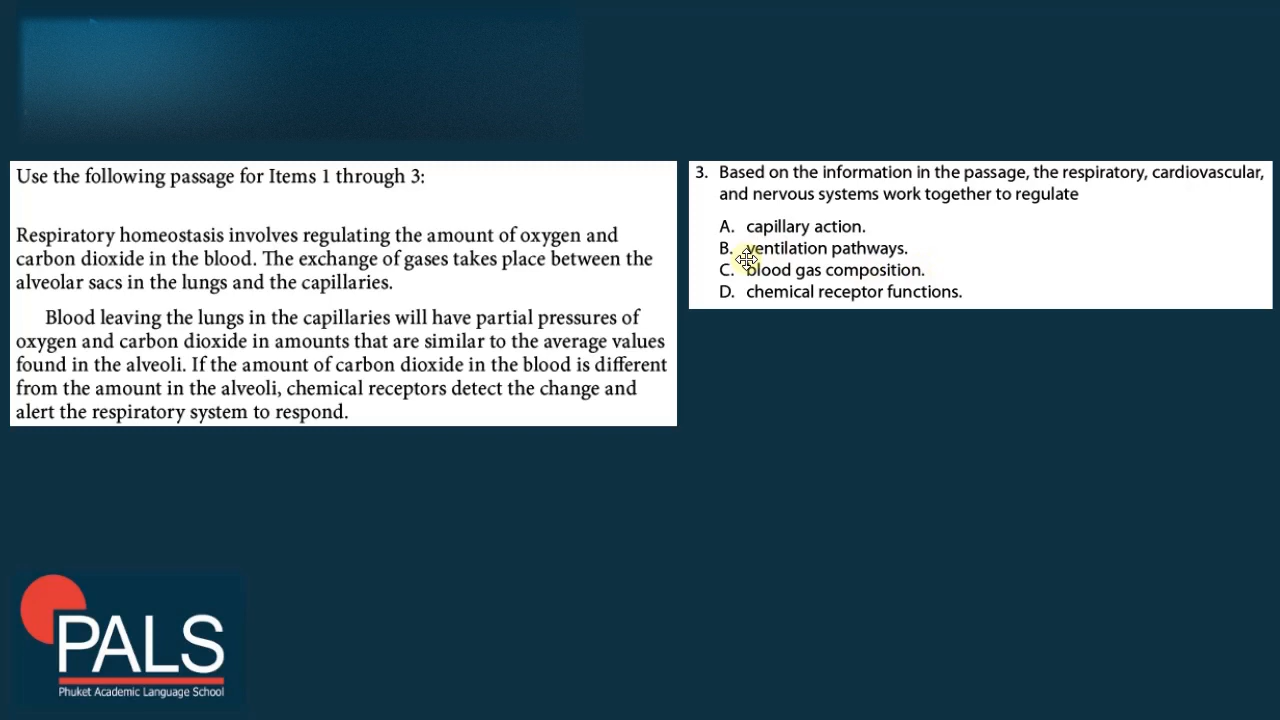 Use the following passage for Items 1 through 3:
Respiratory homeostasis involves regulating the amount of oxygen and
carbon dioxide in the blood. The exchange of gases takes place between the
alveolar sacs in the lungs and the capillaries.
Blood leaving the lungs in the capillaries will have partial pressures of
oxygen and carbon dioxide in amounts that are similar to the average values
found in the alveoli. If the amount of carbon dioxide in the blood is different
from the amount in the alveoli, chemical receptors detect the change and
alert the respiratory system to respond.
3. Based on the information in the passage, the respiratory, cardiovascular,
and nervous systems work together to regulate
A. capillary action.
B. ventilation pathways.
C. blood gas composition.
D. chemical receptor functions.
PALS
Phuket Academic Language School